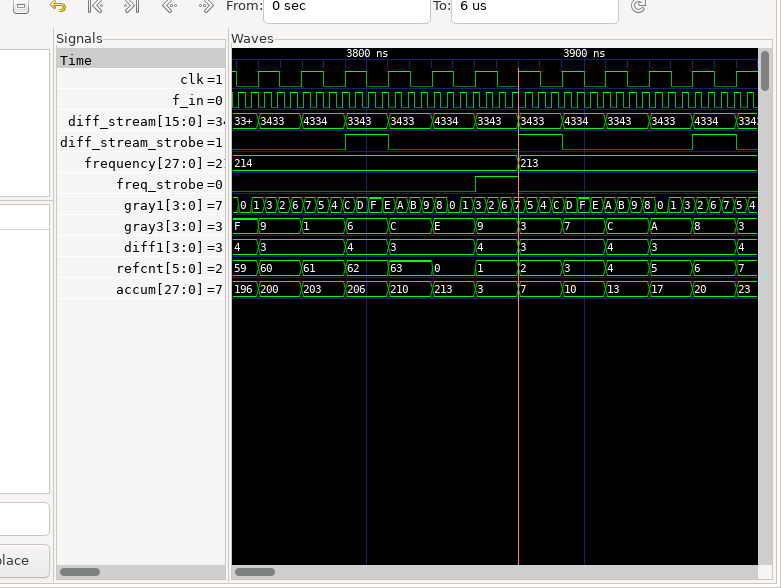 From: 0 sec To: 6 us
Signals Waves
Time 3800 ns 3900 ns
clk =1
f_in =0
diff_stream[15:0] =34 33+ 3433 4334 3343 3433 4334 3343 3433 4334 3343 3433 4334 3343
diff_stream_strobe =1
frequency[27:0] =21 214 213
freq_strobe =0
gray1[3:0] =7 0 1 3 2 6 7 5 4 C D F E A B 9 8 0 1 3 2 6 7 5 4 C D F E A B 9 8 0 1 3 2 6 7 5 4
gray3[3:0] =3 F 9 1 6 C E 9 3 7 C A 8 3
diff1[3:0] =3 4 3 4 3 4 3 4 3 4 3
refcnt[5:0] =2 59 60 61 62 63 0 1 2 3 4 5 6 7
accum[27:0] =7 196 200 203 206 210 213 3 7 10 13 17 20 23
place